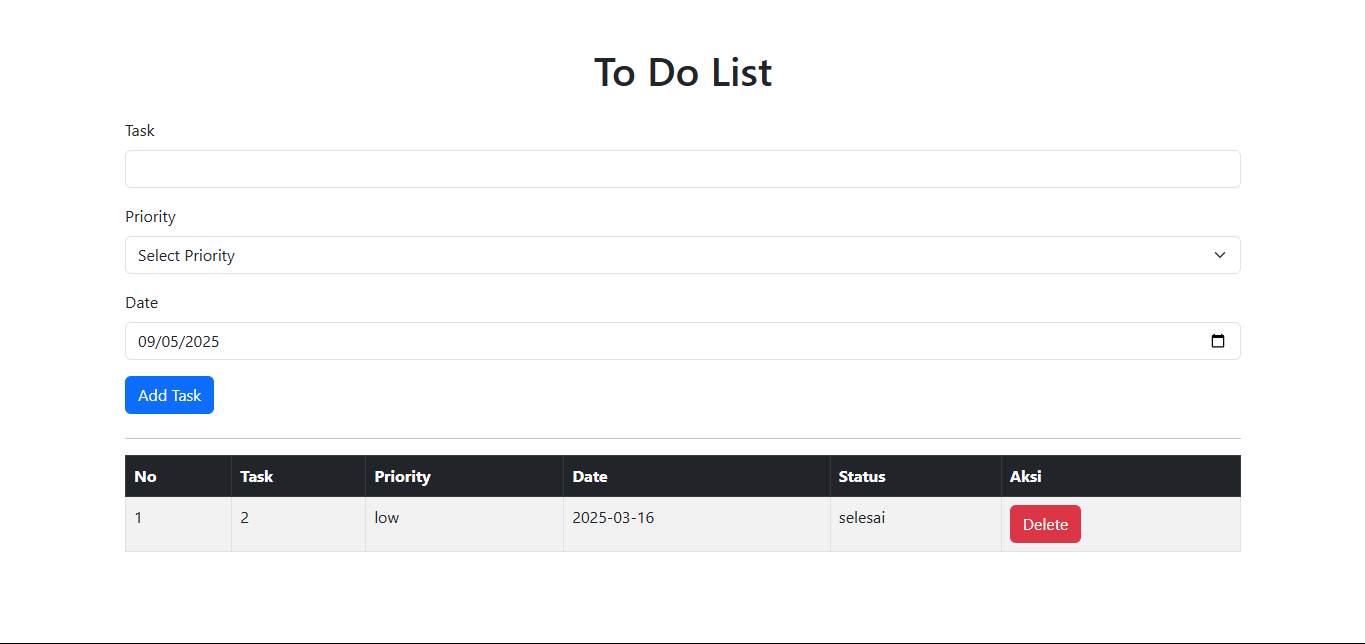 To Do List
Task
Priority
Select Priority
Date
09/05/2025
Add Task
No Task Priority Date Status Aksi
1 2 low 2025-03-16 selesai Delete